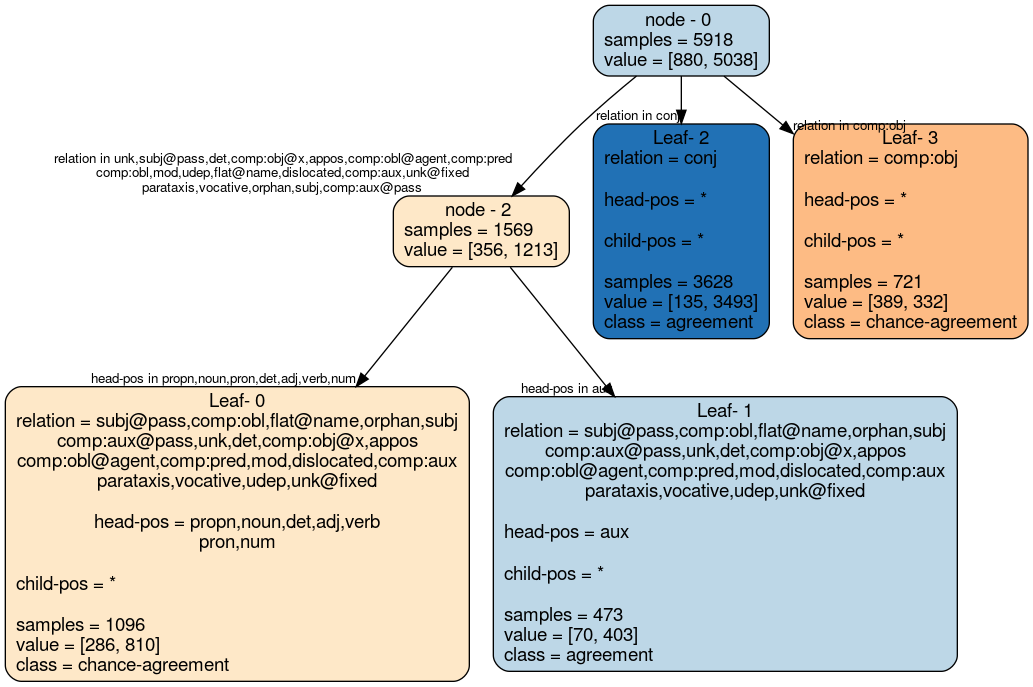 node - 0
samples = 5918
value = [880, 5038]
relation in conj
relation in comp:obj
relation in unk,subj@pass,det,comp:obj@x,appos,comp:obl@agent,comp:pred
comp:obl,mod,udep,flat@name,dislocated,comp:aux,unk@fixed
parataxis,vocative,orphan,subj,comp:aux@pass
Leaf- 2
relation = conj
head-pos = *
child-pos = *
samples = 3628
value = [135, 3493]
class = agreement
Leaf- 3
relation = comp:obj
head-pos = *
child-pos = *
samples = 721
value = [389, 332]
class = chance-agreement
node - 2
samples = 1569
value = [356, 1213]
head-pos in propn,noun,pron,det,adj,verb,num
head-pos in aux
Leaf- 0
relation = subj@pass,comp:obl,flat@name,orphan,subj
comp:aux@pass,unk,det,comp:obj@x,appos
comp:obl@agent,comp:pred,mod,dislocated,comp:aux
parataxis,vocative,udep,unk@fixed
head-pos = propn,noun,det,adj,verb
pron,num
child-pos = *
samples = 1096
value = [286, 810]
class = chance-agreement
Leaf- 1
relation = subj@pass,comp:obl,flat@name,orphan,subj
comp:aux@pass,unk,det,comp:obj@x,appos
comp:obl@agent,comp:pred,mod,dislocated,comp:aux
parataxis,vocative,udep,unk@fixed
head-pos = aux
child-pos = *
samples = 473
value = [70, 403]
class = agreement